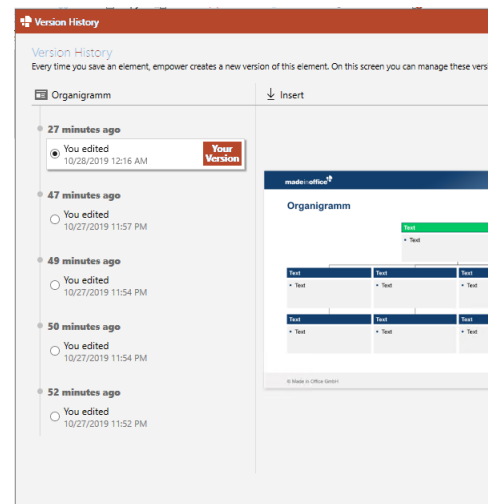 Version History
Version History
Every time you save an element, empower creates a new version of this element. On this screen you can manage these versi
Organigramm
Insert
27 minutes ago
You edited
10/28/2019 12:16 AM
Your
Version
47 minutes ago
You edited
10/27/2019 11:57 PM
49 minutes ago
You edited
10/27/2019 11:54 PM
50 minutes ago
You edited
10/27/2019 11:54 PM
52 minutes ago
You edited
10/27/2019 11:52 PM
madeinoffice
Organigramm
Text
• Text
Text Text Text
• Text • Text • Text
Text Text Text
• Text • Text • Text
© Made in Office GmbH